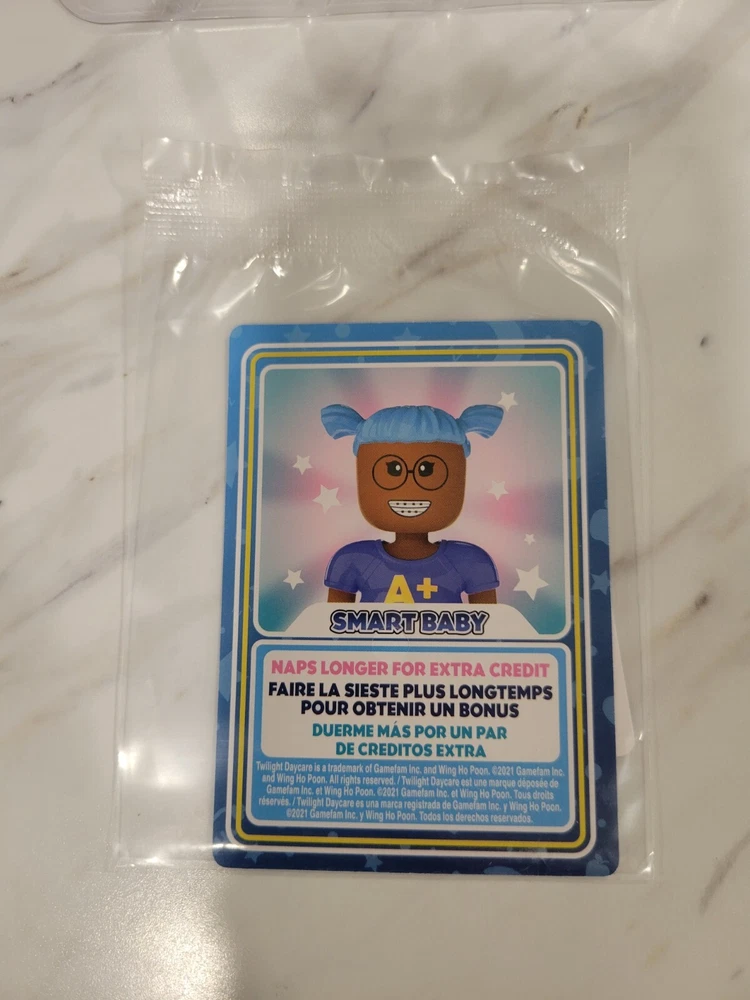 A+
SMART BABY
NAPS LONGER FOR EXTRA CREDIT
FAIRE LA SIESTE PLUS LONGTEMPS
POUR OBTENIR UN BONUS
DUERME MÁS POR UN PAR
DE CREDITOS EXTRA
Twilight Daycare is a trademark of Gamefam Inc. and Wing Ho Poon. ©2021 Gamefam Inc.
and Wing Ho Poon. All rights reserved. / Twilight Daycare est une marque déposée de
Gamefam Inc. et Wing Ho Poon. ©2021 Gamefam Inc. et Wing Ho Poon. Tous droits
réservés. / Twilight Daycare es una marca registrada de Gamefam Inc. y Wing Ho Poon.
©2021 Gamefam Inc. y Wing Ho Poon. Todos los derechos reservados.